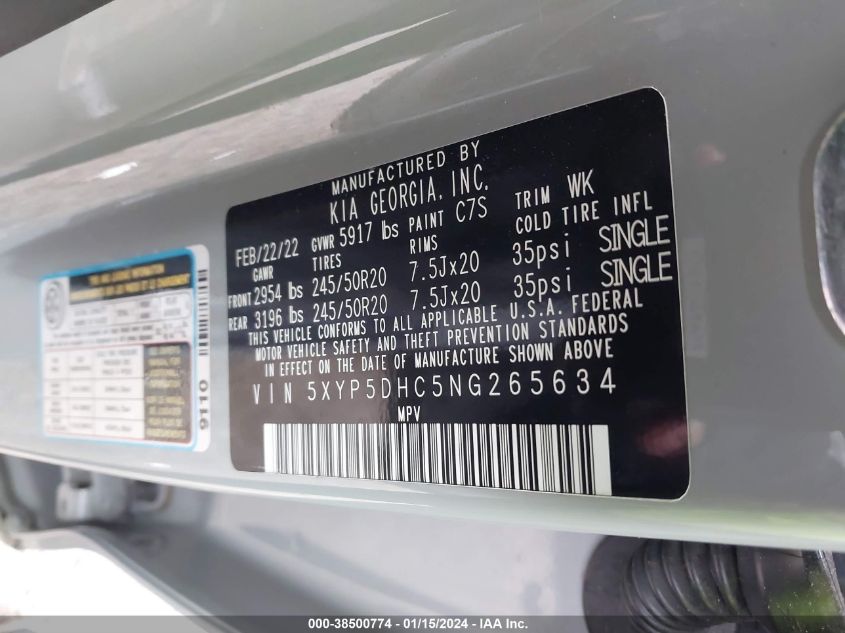 MANUFACTURED BY
KIA GEORGIA, INC.
FEB/22/22 GVWR 5917 lbs PAINT C7S TRIM WK
GAWR TIRES RIMS COLD TIRE INFL
FRONT 2954 lbs 245/50R20 7.5Jx20 35psi SINGLE
REAR 3196 lbs 245/50R20 7.5Jx20 35psi SINGLE
THIS VEHICLE CONFORMS TO ALL APPLICABLE U.S.A. FEDERAL
MOTOR VEHICLE SAFETY AND THEFT PREVENTION STANDARDS
IN EFFECT ON THE DATE OF MANUFACTURE SHOWN ABOVE
VIN 5XYP5DHC5NG265634
MPV
9110
000-38500774 - 01/15/2024 - IAA Inc.